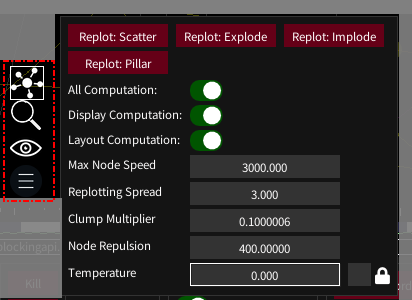 Replot: Scatter Replot: Explode Replot: Implode
Replot: Pillar
All Computation:
Display Computation:
Layout Computation:
Max Node Speed 3000.000
Replotting Spread 3.000
Clump Multiplier 0.1000006
Node Repulsion 400.00000
Temperature 0.000
Kill